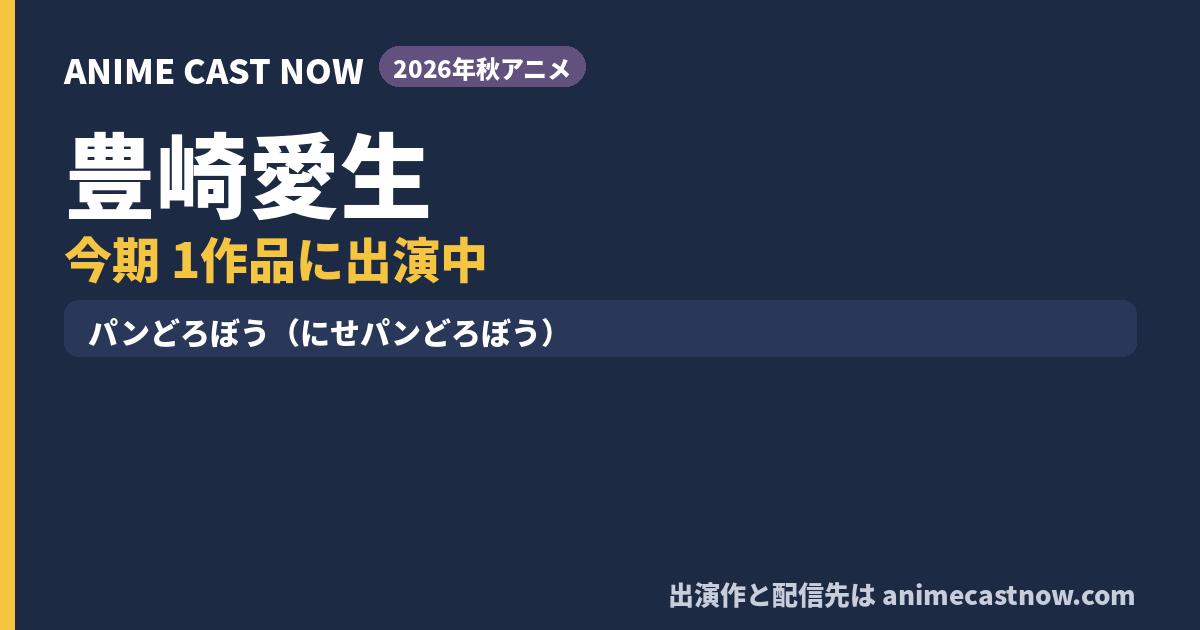 ANIME CAST NOW 2026年秋アニメ
豊崎愛生
今期 1作品に出演中
パンどろぼう（にせパンどろぼう）
出演作と配信先は animecastnow.com